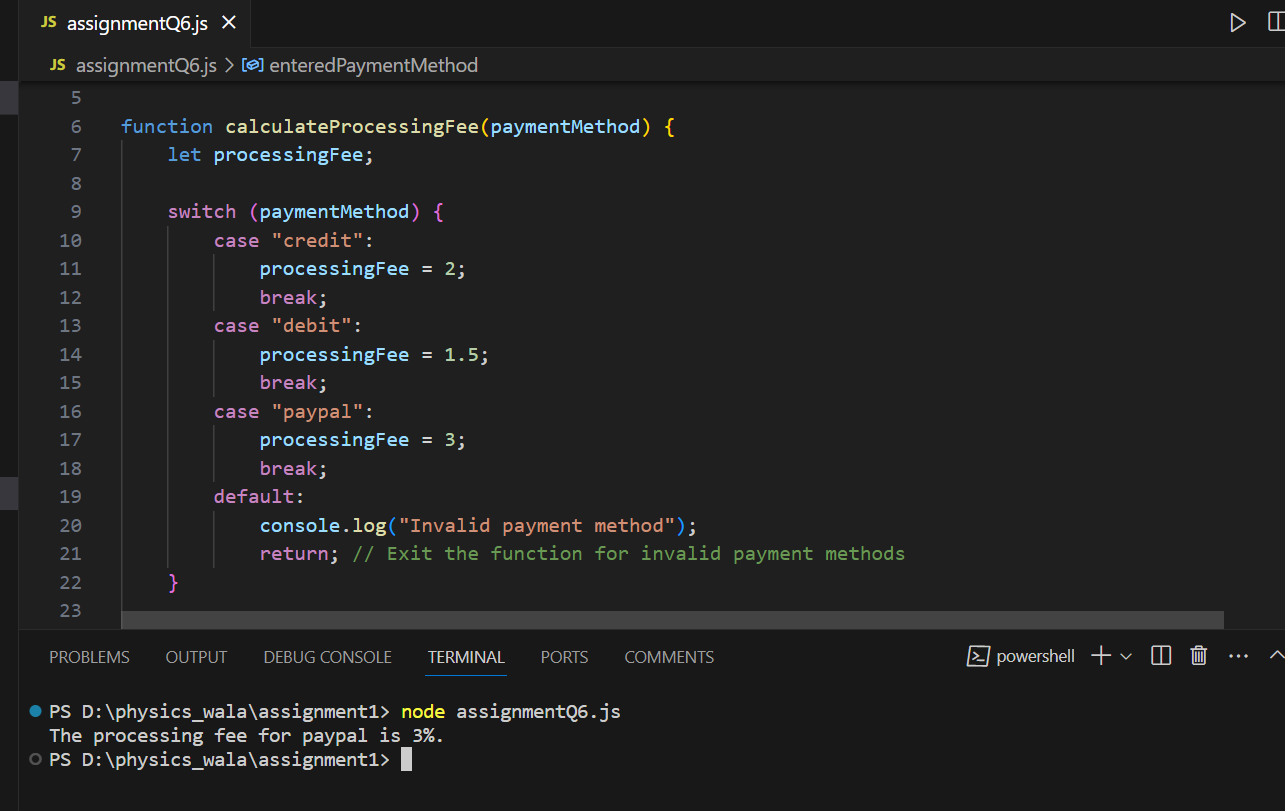 JS assignmentQ6.js
JS assignmentQ6.js > enteredPaymentMethod
5
6 function calculateProcessingFee(paymentMethod) {
7 let processingFee;
8
9 switch (paymentMethod) {
10 case "credit":
11 processingFee = 2;
12 break;
13 case "debit":
14 processingFee = 1.5;
15 break;
16 case "paypal":
17 processingFee = 3;
18 break;
19 default:
20 console.log("Invalid payment method");
21 return; // Exit the function for invalid payment methods
22 }
23
PROBLEMS OUTPUT DEBUG CONSOLE TERMINAL PORTS COMMENTS powershell
PS D:\physics_wala\assignment1> node assignmentQ6.js
The processing fee for paypal is 3%.
PS D:\physics_wala\assignment1>